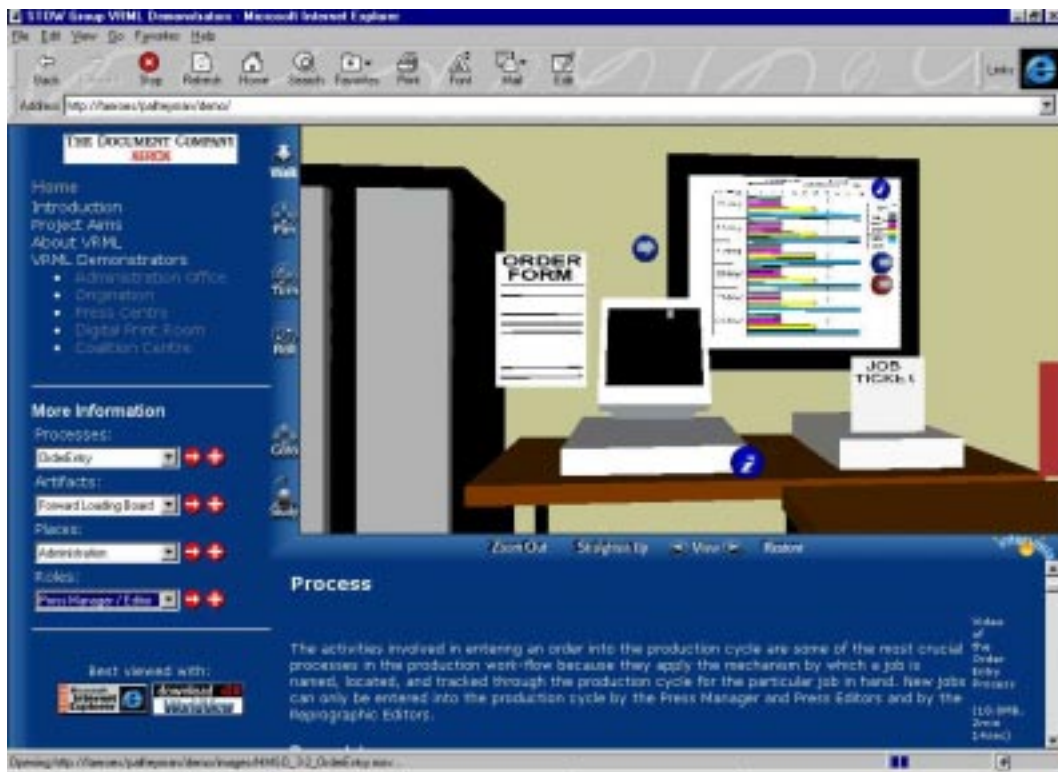 STOW Group VRML Demonstrators - Microsoft Internet Explorer
File Edit View Go Favorites Help
Back
Stop
Refresh
Home
Search
Favorites
Print
Font
Mail
Edit
Links
Address
THE DOCUMENT COMPANY
XEROX
Home
Introduction
Project Aims
About VRML
VRML Demonstrators
Administration Office
Origination
Press Centre
Digital Print Room
Coalition Centre
More Information
Processes:
OrderEntry
Artifacts:
Forward Loading Board
Places:
Administration
Roles:
Press Manager / Editor
Best viewed with:
Microsoft
Internet
Explorer
download
Walk
Pan
Turn
Roll
ORDER
FORM
JOB
TICKET
Zoom Out Straighten Up View Restore
Process
The activities involved in entering an order into the production cycle are some of the most crucial
processes in the production work-flow because they apply the mechanism by which a job is
named, located, and tracked through the production cycle for the particular job in hand. New jobs
can only be entered into the production cycle by the Press Manager and Press Editors and by the
Reprographic Editors.
Video
of
the
Order
Entry
Process